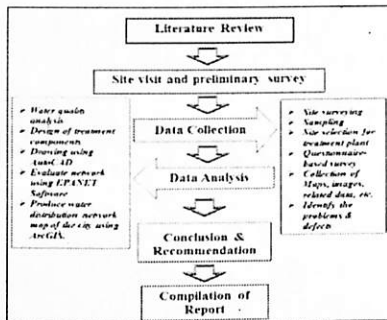 Literature Review
Site visit and preliminary survey
Water quality
analysis
Design of treatment
components
Drawing using
AutoCAD
Evaluate network
using EPANET
Software
Produce water
distribution network
map of the city using
ArcGIS.
Data Collection
Data Analysis
Site surveying
Sampling
Site selection for
treatment plant
Questionnaire-
based survey
Collection of
Maps, images,
related data, etc.
Identify the
problems &
defects
Conclusion &
Recommendation
Compilation of
Report